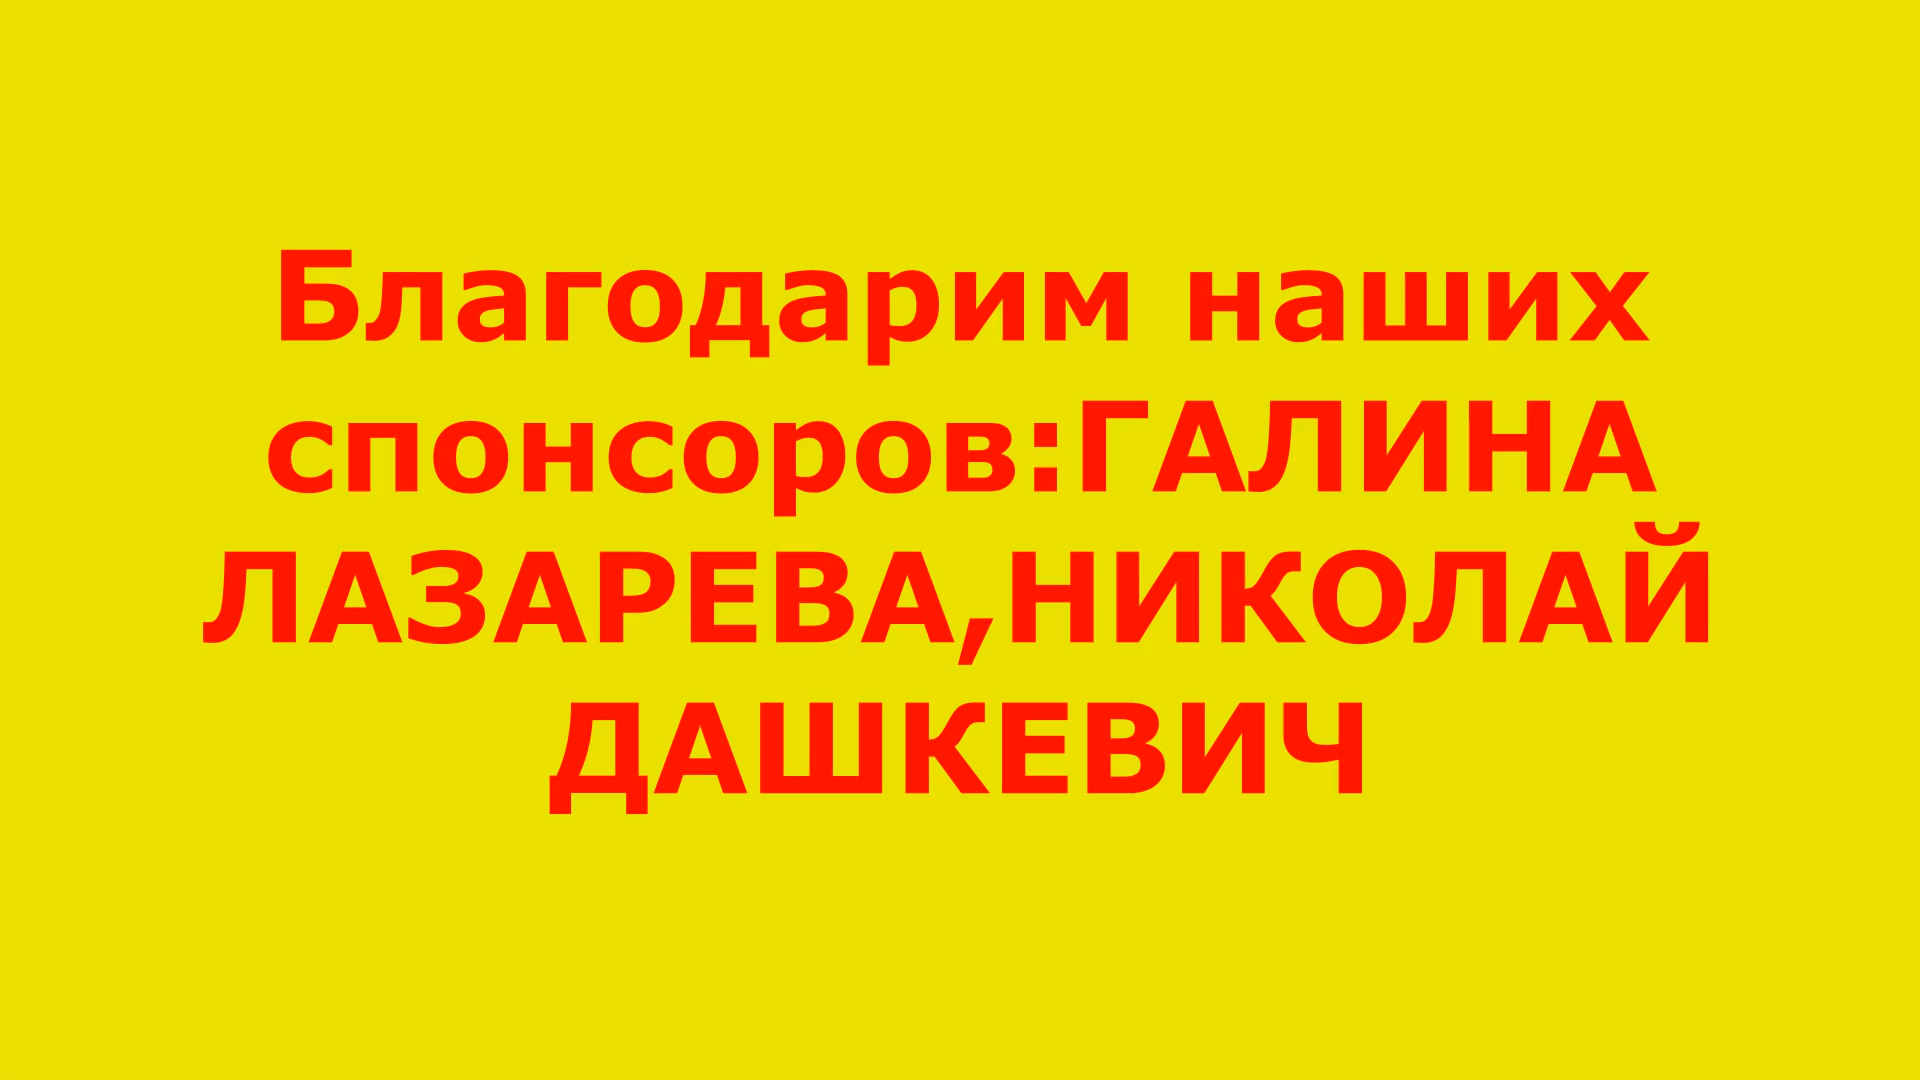 Благодарим наших
спонсоров:ГАЛИНА
ЛАЗАРЕВА,НИКОЛАЙ
ДАШКЕВИЧ